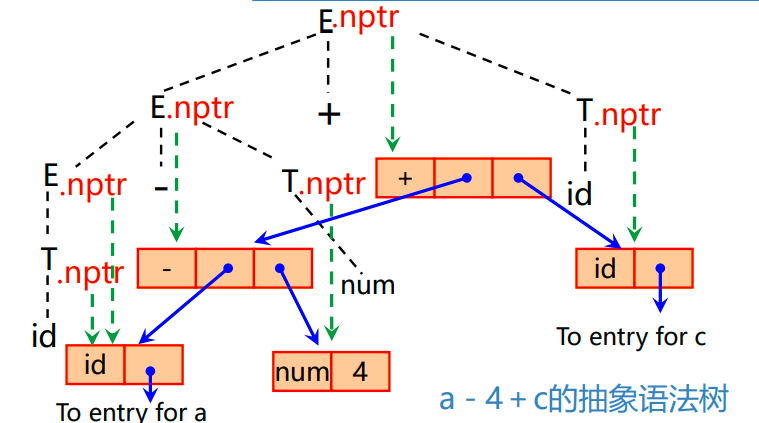 E.nptr
E.nptr
+
T.nptr
E.nptr
-
T.nptr
+
id
T.nptr
-
num
id
id
id
num 4
To entry for c
To entry for a
a - 4 + c的抽象语法树